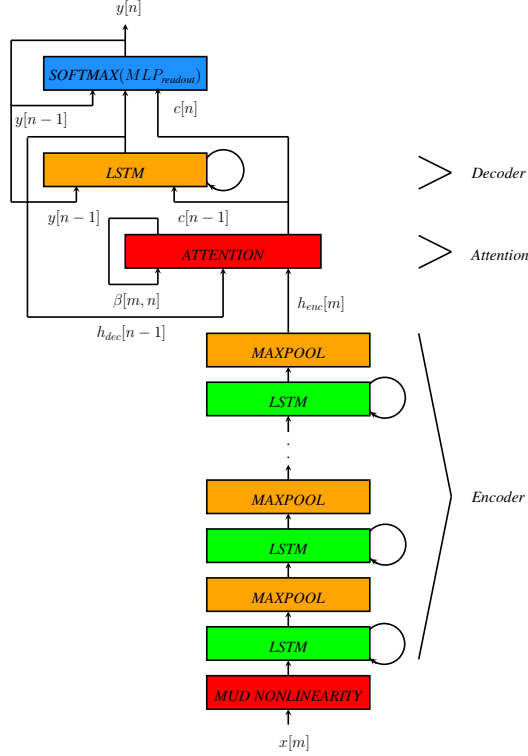 y[n]
SOFTMAX(MLP_readout)
y[n − 1]
c[n]
LSTM
Decoder
y[n−1]
c[n−1]
ATTENTION
Attention
β[m, n]
h_enc[m]
h_dec[n−1]
MAXPOOL
LSTM
. . .
MAXPOOL
Encoder
LSTM
MAXPOOL
LSTM
MUD NONLINEARITY
x[m]